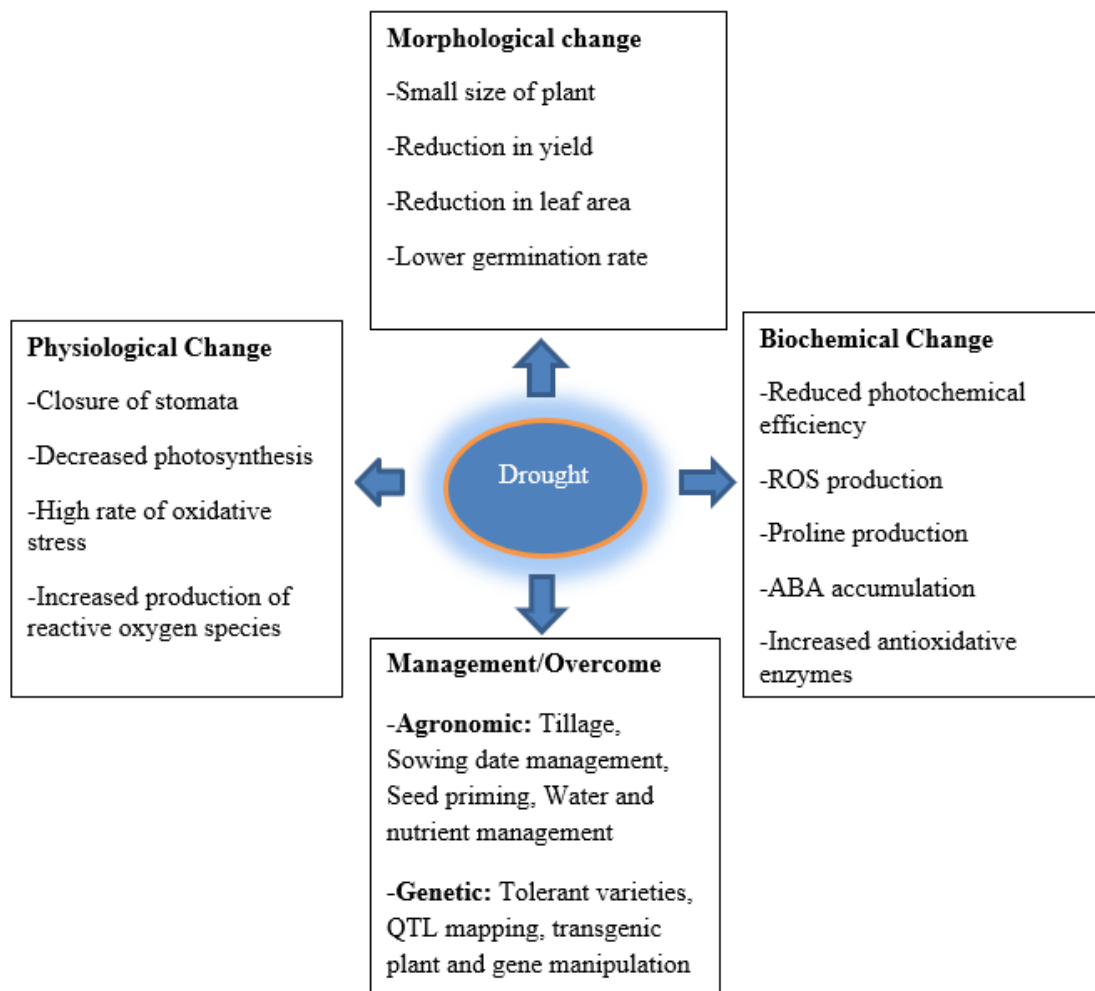 Morphological change
-Small size of plant
-Reduction in yield
-Reduction in leaf area
-Lower germination rate
Physiological Change
-Closure of stomata
-Decreased photosynthesis
-High rate of oxidative
stress
-Increased production of
reactive oxygen species
Drought
Biochemical Change
-Reduced photochemical
efficiency
-ROS production
-Proline production
-ABA accumulation
-Increased antioxidative
enzymes
Management/Overcome
-Agronomic: Tillage,
Sowing date management,
Seed priming, Water and
nutrient management
-Genetic: Tolerant varieties,
QTL mapping, transgenic
plant and gene manipulation